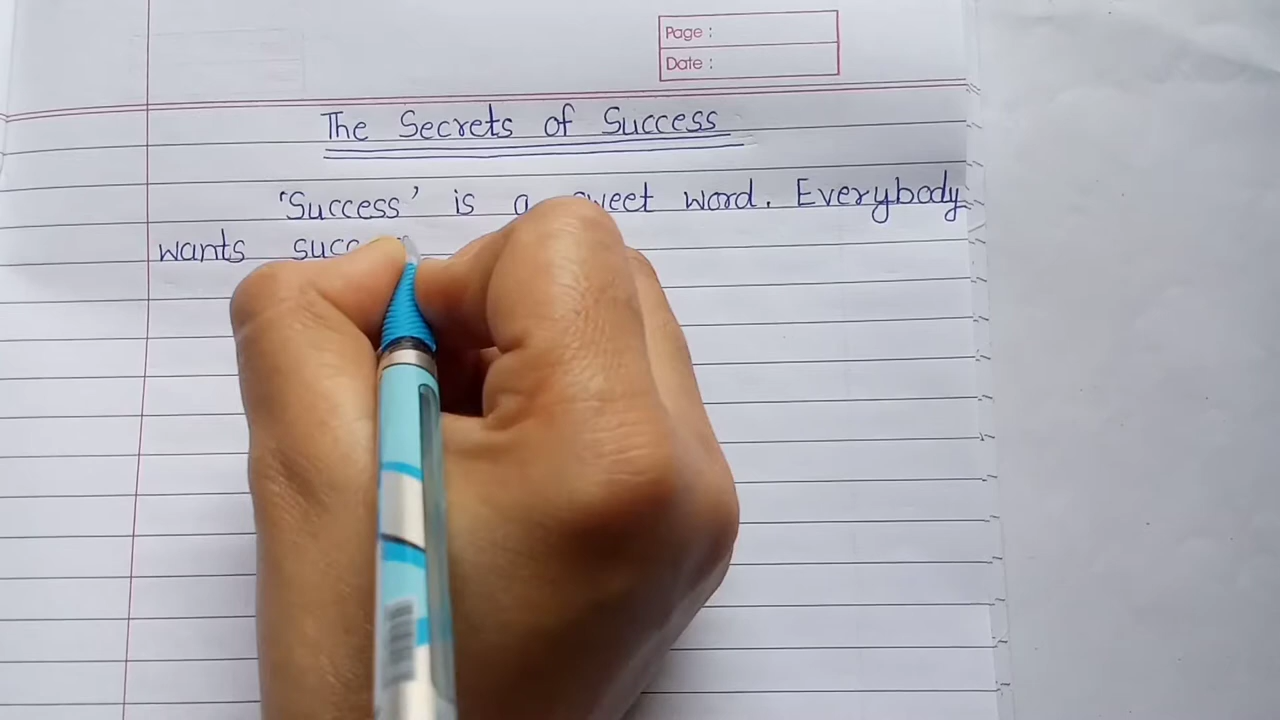 Page :
Date :
The Secrets of Success
'Success' is a sweet word. Everybody
wants